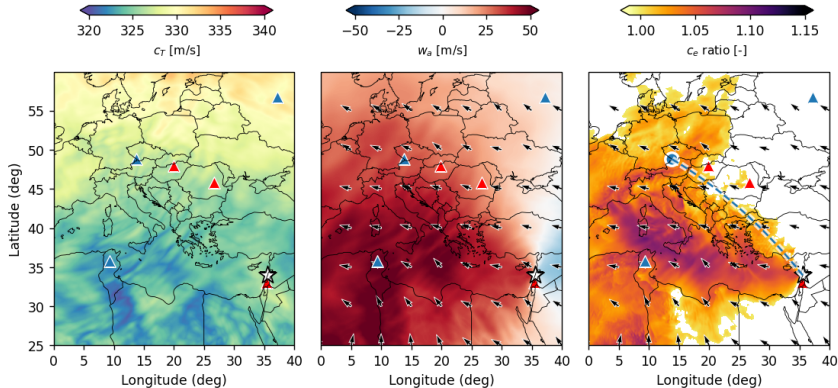 320 325 330 335 340
c_T [m/s]
−50 −25 0 25 50
w_a [m/s]
1.00 1.05 1.10 1.15
c_e ratio [-]
55
50
45
40
35
30
25
Latitude (deg)
0 5 10 15 20 25 30 35 40
Longitude (deg)
0 5 10 15 20 25 30 35 40
Longitude (deg)
0 5 10 15 20 25 30 35 40
Longitude (deg)